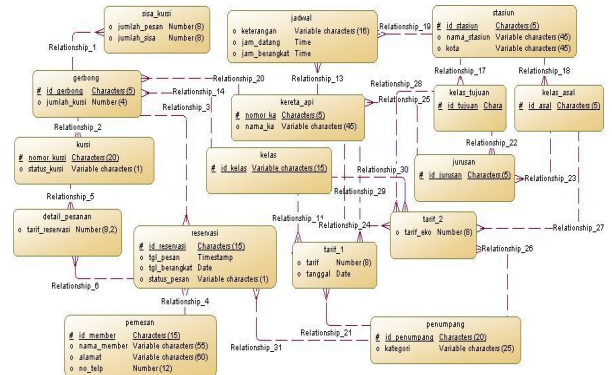 sisa_kursi
o jumlah_pesan Number (8)
o jumlah_sisa Number (8)
jadwal
o keterangan Variable characters (16)
o jam_datang Time
o jam_berangkat Time
stasiun
# id_stasiun Characters (5)
o nama_stasiun Variable characters (45)
o kota Variable characters (45)
Relationship_19
Relationship_1
Relationship_17
Relationship_18
gerbong
# id_gerbong Characters (5)
o jumlah_kursi Number (4)
Relationship_20
Relationship_14
Relationship_13
Relationship_28
Relationship_25
kelas_tujuan
# id_tujuan Chara
kelas_asal
# id_asal Characters (5)
Relationship_3
kereta_api
# nomor_ka Characters (5)
o nama_ka Variable characters (45)
Relationship_2
kursi
# nomor_kursi Characters (20)
o status_kursi Variable characters (1)
Relationship_22
kelas
# id_kelas Variable characters (15)
Relationship_30
jurusan
# id_jurusan Characters (5)
Relationship_23
Relationship_5
Relationship_29
detail_pesanan
o tarif_reservasi Number (8,2)
Relationship_11
Relationship_24
tarif_2
o tarif_eko Number (8)
Relationship_27
reservasi
# id_reservasi Characters (15)
o tgl_pesan Timestamp
o tgl_berangkat Date
o status_pesan Variable characters (1)
tarif_1
o tarif Number (8)
o tanggal Date
Relationship_26
Relationship_6
Relationship_4
Relationship_21
pemesan
# id_member Characters (15)
o nama_member Variable characters (55)
o alamat Variable characters (60)
o no_telp Number (12)
Relationship_31
penumpang
# id_penumpang Characters (20)
o kategori Variable characters (25)